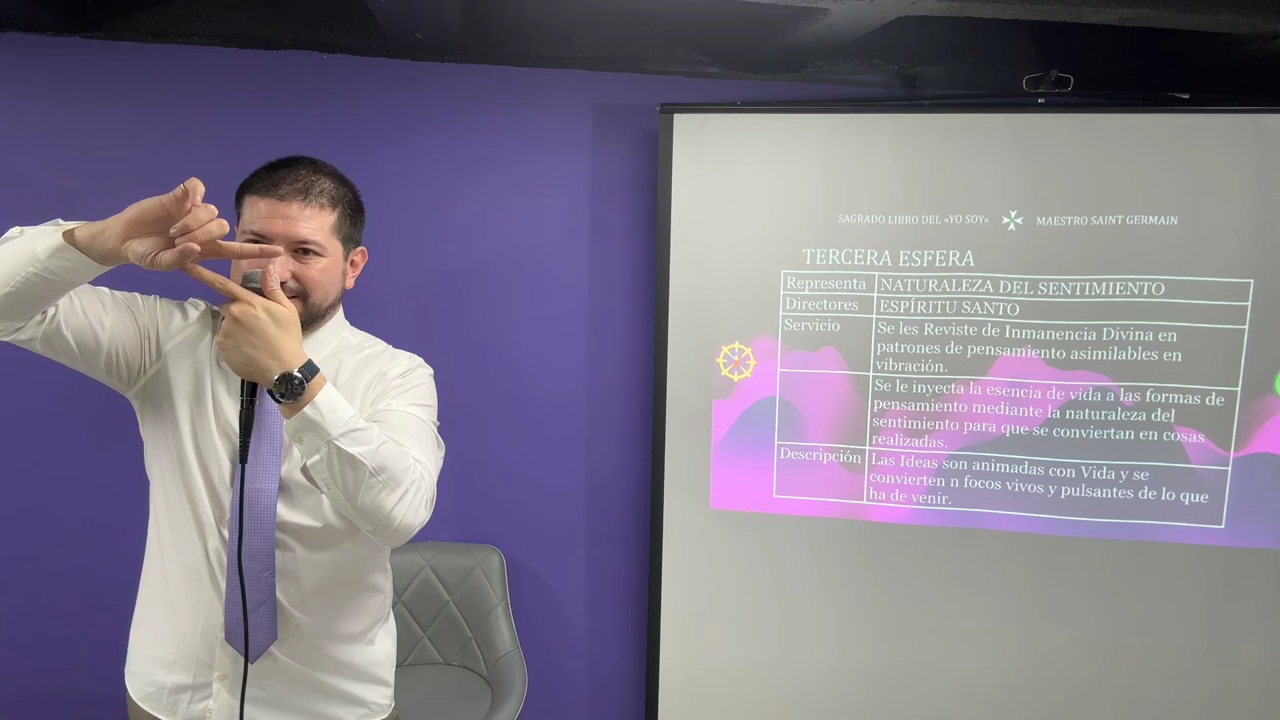 SAGRADO LIBRO DEL «YO SOY» MAESTRO SAINT GERMAIN
TERCERA ESFERA
Representa NATURALEZA DEL SENTIMIENTO
Directores ESPÍRITU SANTO
Servicio Se les Reviste de Inmanencia Divina en
patrones de pensamiento asimilables en
vibración.
Se le inyecta la esencia de vida a las formas de
pensamiento mediante la naturaleza del
sentimiento para que se conviertan en cosas
realizadas.
Descripción Las Ideas son animadas con Vida y se
convierten n focos vivos y pulsantes de lo que
ha de venir.